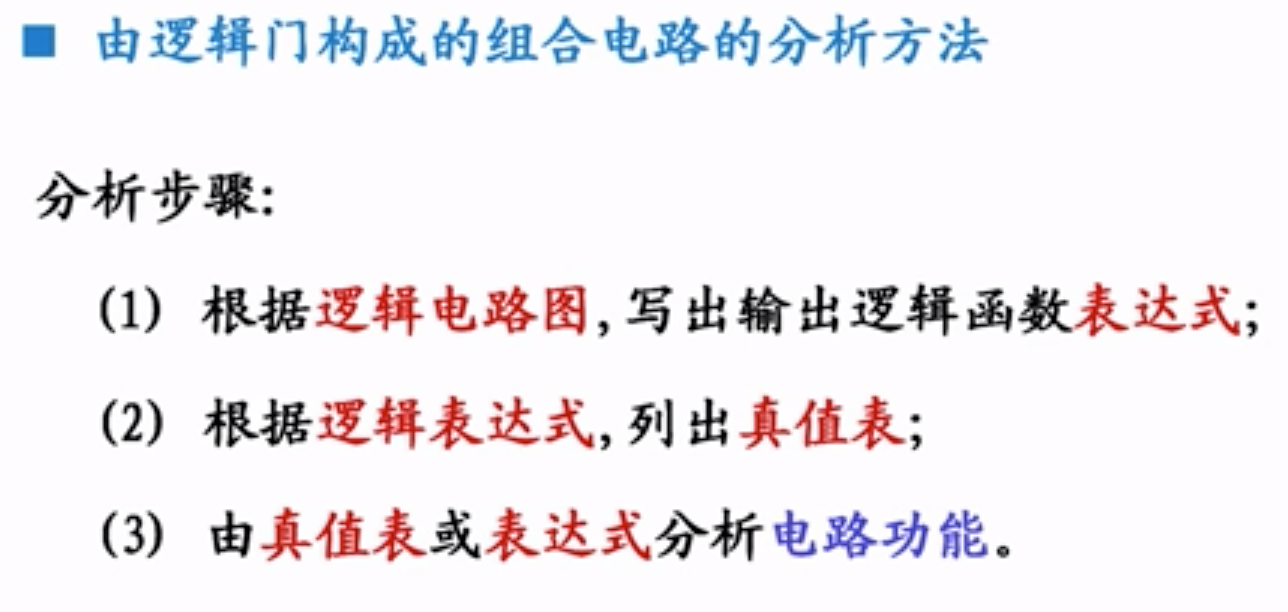 ■ 由逻辑门构成的组合电路的分析方法
分析步骤:
(1) 根据逻辑电路图,写出输出逻辑函数表达式;
(2) 根据逻辑表达式,列出真值表;
(3) 由真值表或表达式分析电路功能。